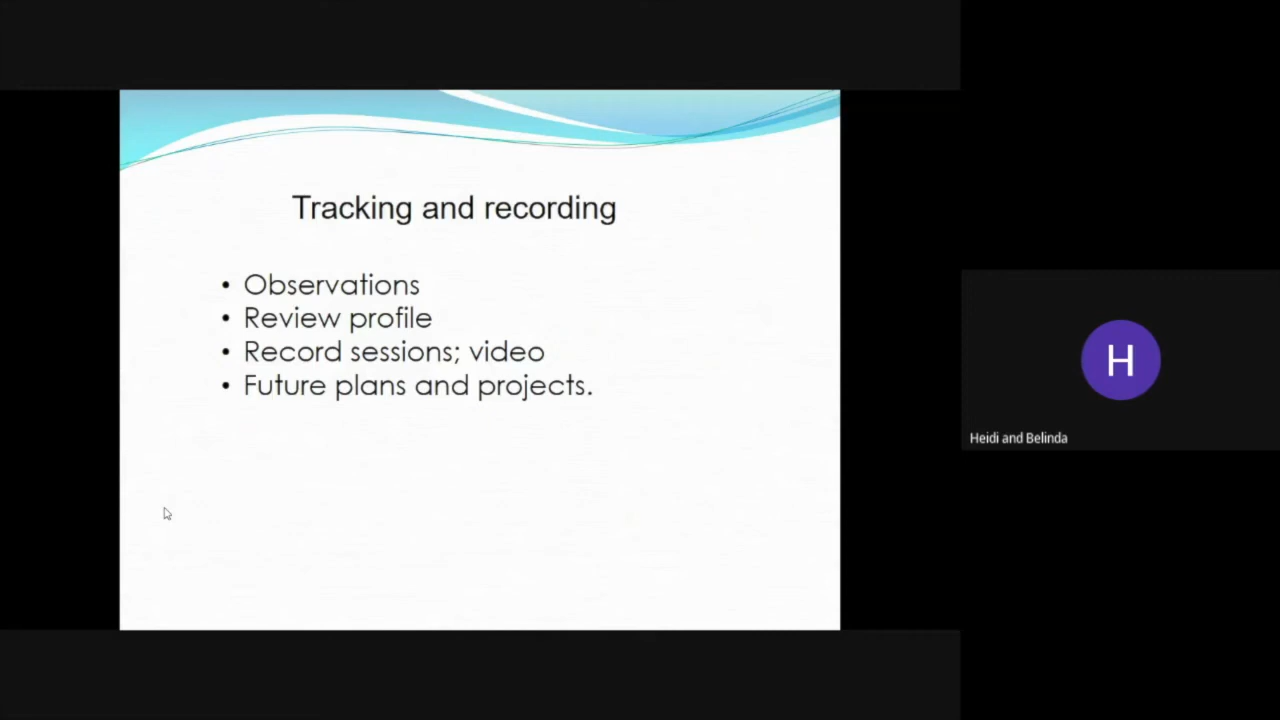 Tracking and recording
• Observations
• Review profile
• Record sessions; video
• Future plans and projects.
H
Heidi and Belinda